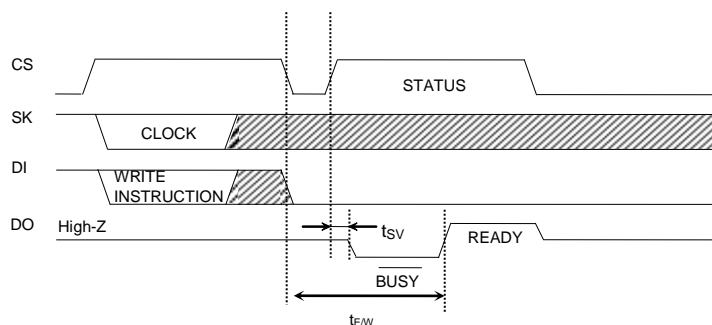 CS
STATUS
SK
CLOCK
DI
WRITE
INSTRUCTION
DO
High-Z
tSV
READY
BUSY
tE/W